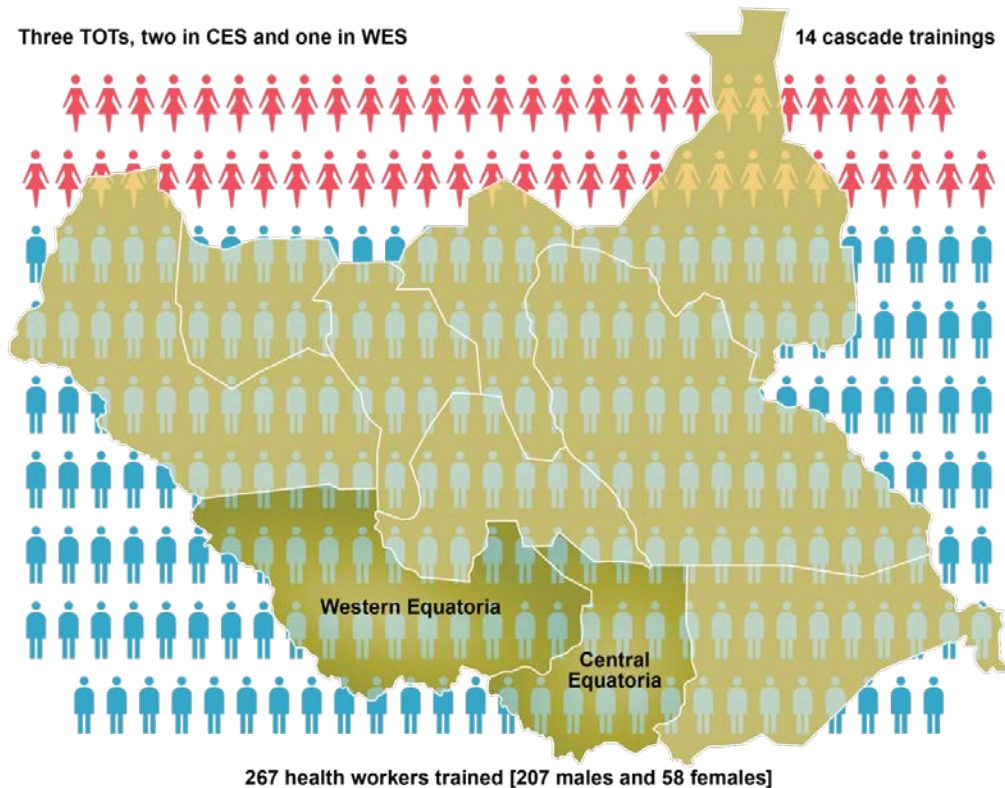 Three TOTs, two in CES and one in WES
14 cascade trainings
Western Equatoria
Central
Equatoria
267 health workers trained [207 males and 58 females]